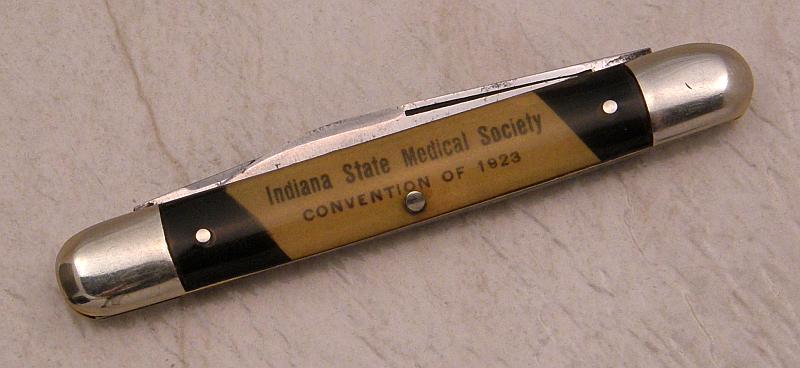 Indiana State Medical Society
CONVENTION OF 1923